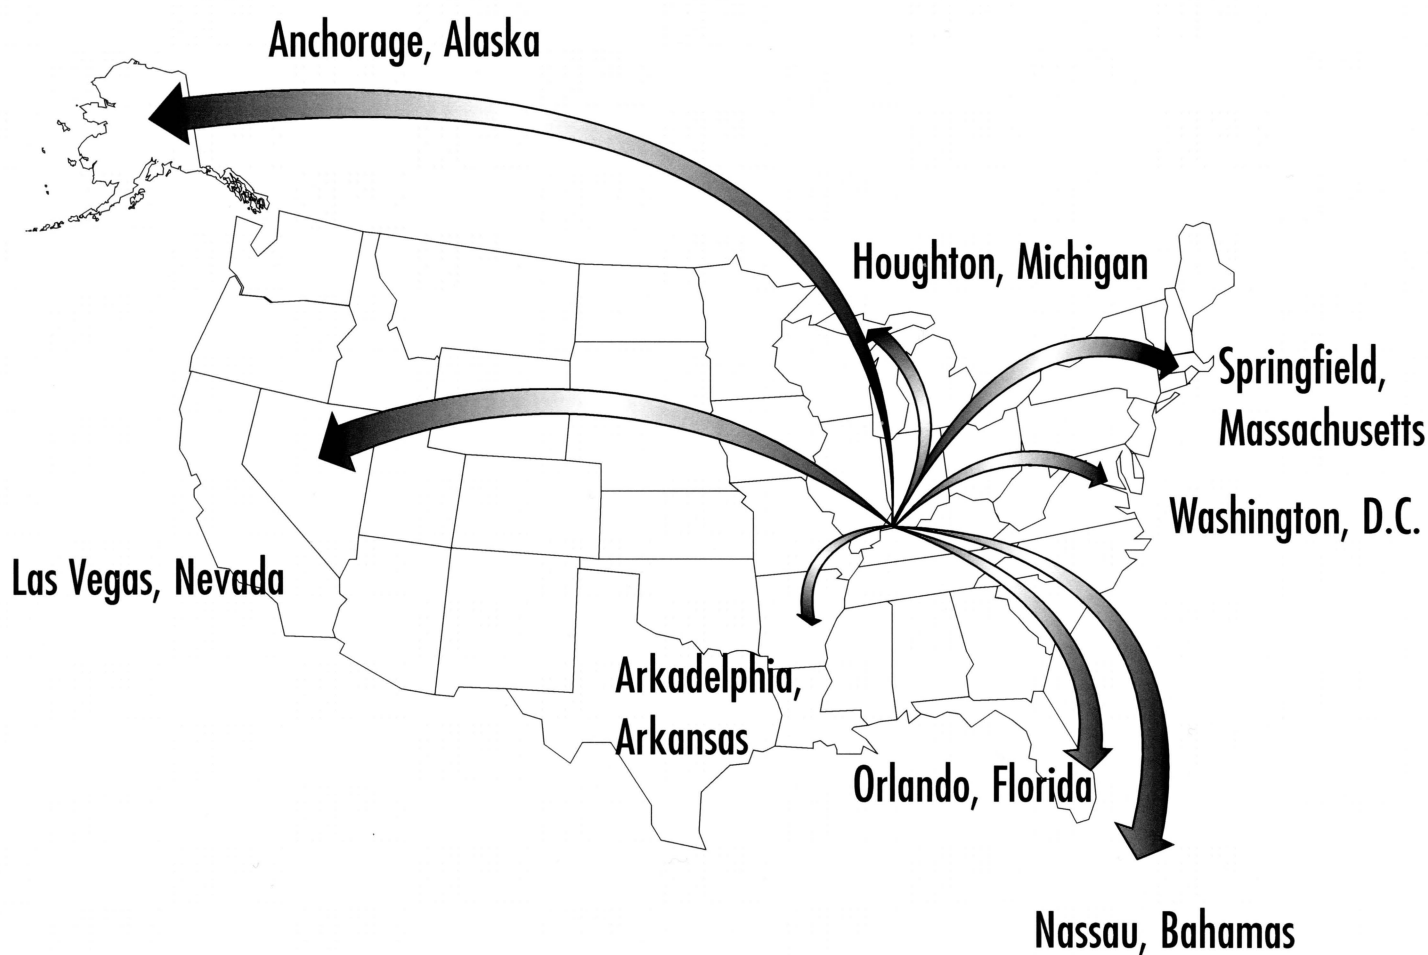 Anchorage, Alaska
Houghton, Michigan
Springfield,
Massachusetts
Washington, D.C.
Las Vegas, Nevada
Arkadelphia,
Arkansas
Orlando, Florida
Nassau, Bahamas